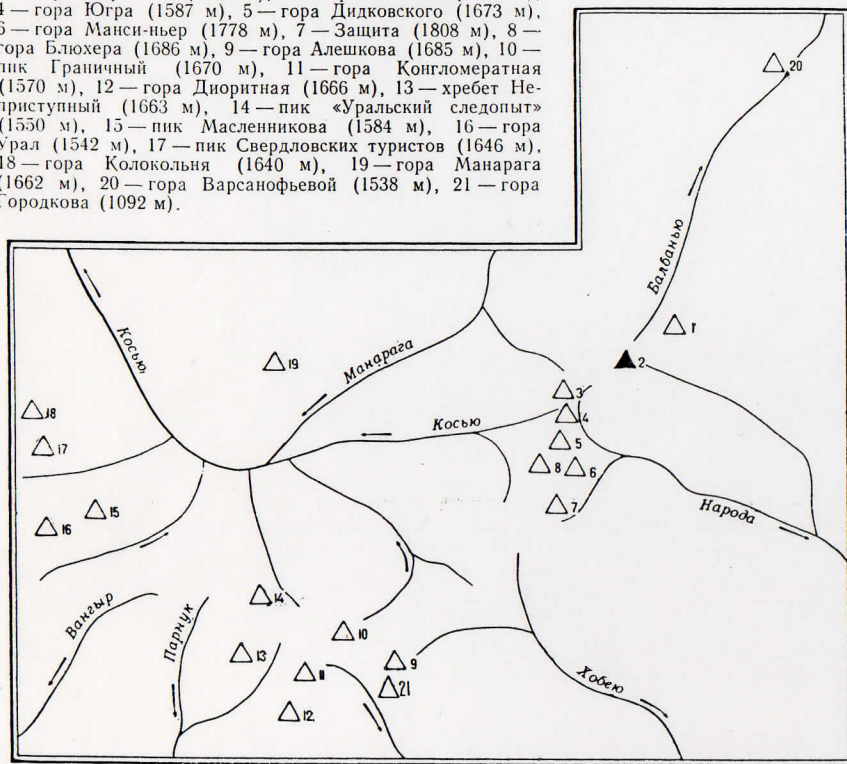 4 — гора Югра (1587 м), 5 — гора Дидковского (1673 м),
6 — гора Манси-ньер (1778 м), 7 — Защита (1808 м), 8 —
гора Блюхера (1686 м), 9 — гора Алешкова (1685 м), 10 —
пик Граничный (1670 м), 11 — гора Конгломератная
(1570 м), 12 — гора Диоритная (1666 м), 13 — хребет Не-
приступный (1663 м), 14 — пик «Уральский следопыт»
(1550 м), 15 — пик Масленникова (1584 м), 16 — гора
Урал (1542 м), 17 — пик Свердловских туристов (1646 м),
18 — гора Колокольня (1640 м), 19 — гора Манарага
(1662 м), 20 — гора Варсанофьевой (1538 м), 21 — гора
Городкова (1092 м).
20
Балбанью
1
2
Косью
19
Манарага
3
18
4
Косью
17
5
8
6
7
Народа
15
16
14
Вангыр
Парнук
10
13
9
11
21
Хобею
12